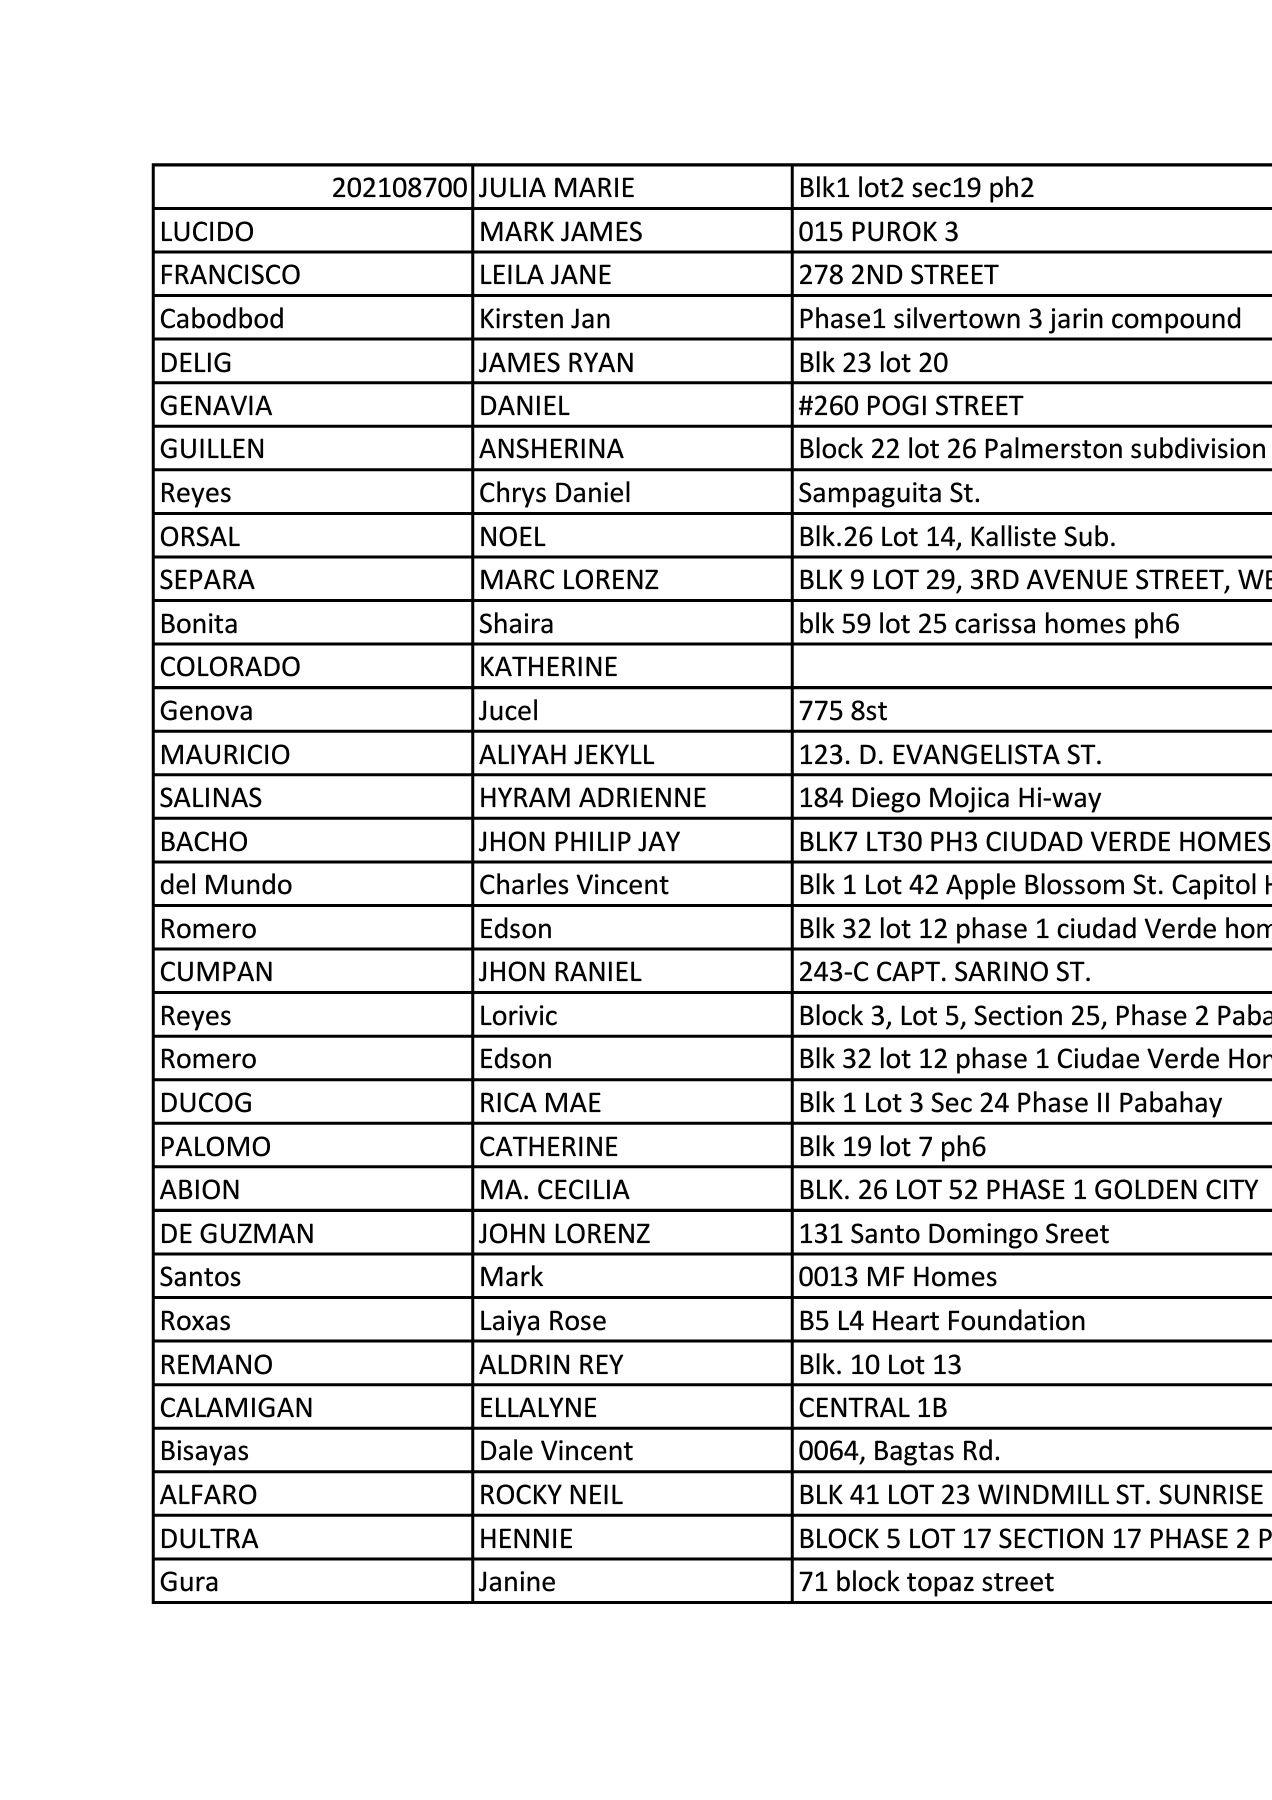 202108700 JULIA MARIE Blk1 lot2 sec19 ph2
LUCIDO MARK JAMES 015 PUROK 3
FRANCISCO LEILA JANE 278 2ND STREET
Cabodbod Kirsten Jan Phase1 silvertown 3 jarin compound
DELIG JAMES RYAN Blk 23 lot 20
GENAVIA DANIEL #260 POGI STREET
GUILLEN ANSHERINA Block 22 lot 26 Palmerston subdivision
Reyes Chrys Daniel Sampaguita St.
ORSAL NOEL Blk.26 Lot 14, Kalliste Sub.
SEPARA MARC LORENZ BLK 9 LOT 29, 3RD AVENUE STREET, WE
Bonita Shaira blk 59 lot 25 carissa homes ph6
COLORADO KATHERINE
Genova Jucel 775 8st
MAURICIO ALIYAH JEKYLL 123. D. EVANGELISTA ST.
SALINAS HYRAM ADRIENNE 184 Diego Mojica Hi-way
BACHO JHON PHILIP JAY BLK7 LT30 PH3 CIUDAD VERDE HOMES
del Mundo Charles Vincent Blk 1 Lot 42 Apple Blossom St. Capitol H
Romero Edson Blk 32 lot 12 phase 1 ciudad Verde hom
CUMPAN JHON RANIEL 243-C CAPT. SARINO ST.
Reyes Lorivic Block 3, Lot 5, Section 25, Phase 2 Paba
Romero Edson Blk 32 lot 12 phase 1 Ciudae Verde Hom
DUCOG RICA MAE Blk 1 Lot 3 Sec 24 Phase II Pabahay
PALOMO CATHERINE Blk 19 lot 7 ph6
ABION MA. CECILIA BLK. 26 LOT 52 PHASE 1 GOLDEN CITY
DE GUZMAN JOHN LORENZ 131 Santo Domingo Sreet
Santos Mark 0013 MF Homes
Roxas Laiya Rose B5 L4 Heart Foundation
REMANO ALDRIN REY Blk. 10 Lot 13
CALAMIGAN ELLALYNE CENTRAL 1B
Bisayas Dale Vincent 0064, Bagtas Rd.
ALFARO ROCKY NEIL BLK 41 LOT 23 WINDMILL ST. SUNRISE
DULTRA HENNIE BLOCK 5 LOT 17 SECTION 17 PHASE 2 P
Gura Janine 71 block topaz street